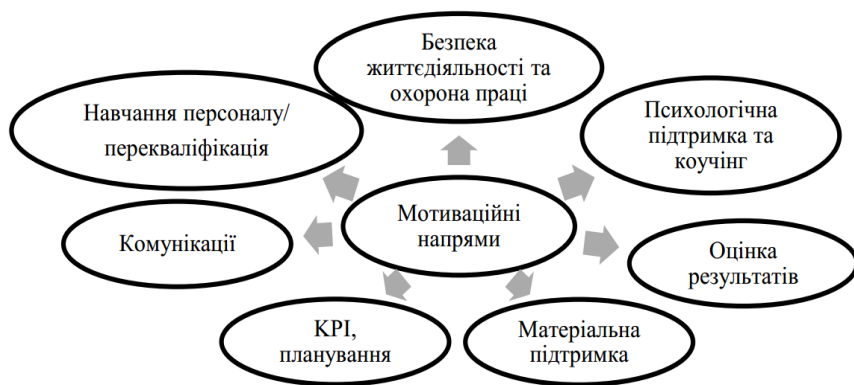 Безпека
життєдіяльності та
охорона праці
Навчання персоналу/
перекваліфікація
Психологічна
підтримка та
коучінг
Мотиваційні
напрями
Комунікації
Оцінка
результатів
KPI,
планування
Матеріальна
підтримка